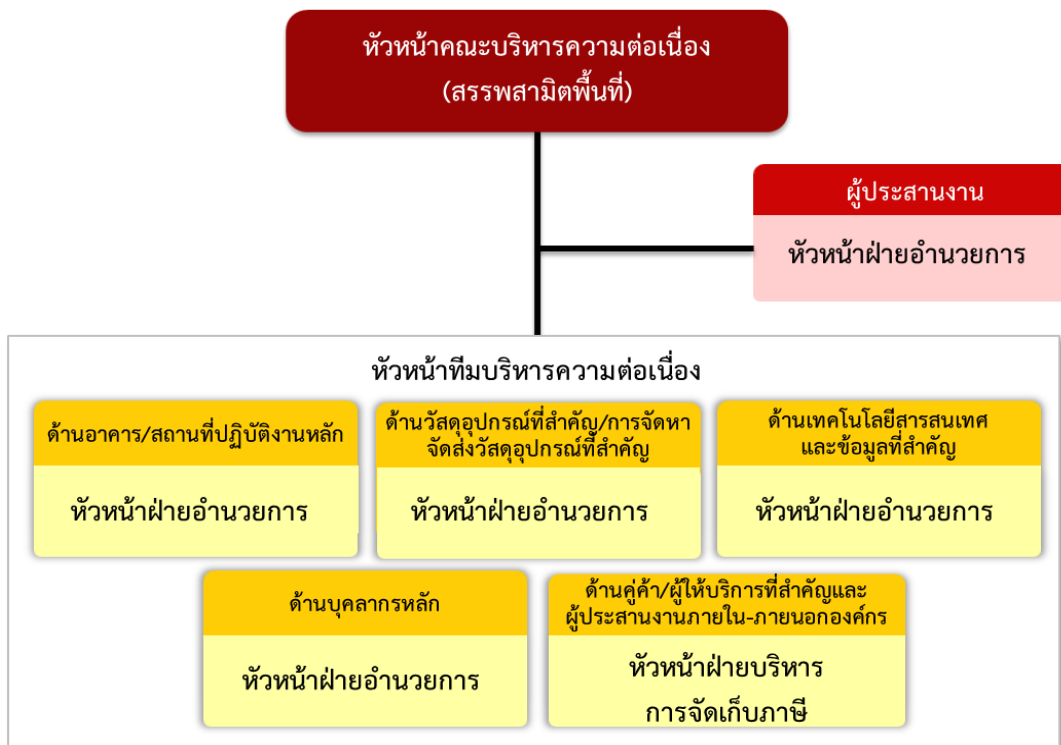 หัวหน้าคณะบริหารความต่อเนื่อง
(สรรพสามิตพื้นที่)
ผู้ประสานงาน
หัวหน้าฝ่ายอำนวยการ
หัวหน้าทีมบริหารความต่อเนื่อง
ด้านอาคาร/สถานที่ปฏิบัติงานหลัก
หัวหน้าฝ่ายอำนวยการ
ด้านวัสดุอุปกรณ์ที่สำคัญ/การจัดหา
จัดส่งวัสดุอุปกรณ์ที่สำคัญ
หัวหน้าฝ่ายอำนวยการ
ด้านเทคโนโลยีสารสนเทศ
และข้อมูลที่สำคัญ
หัวหน้าฝ่ายอำนวยการ
ด้านบุคลากรหลัก
หัวหน้าฝ่ายอำนวยการ
ด้านคู่ค้า/ผู้ให้บริการที่สำคัญและ
ผู้ประสานงานภายใน-ภายนอกองค์กร
หัวหน้าฝ่ายบริหาร
การจัดเก็บภาษี